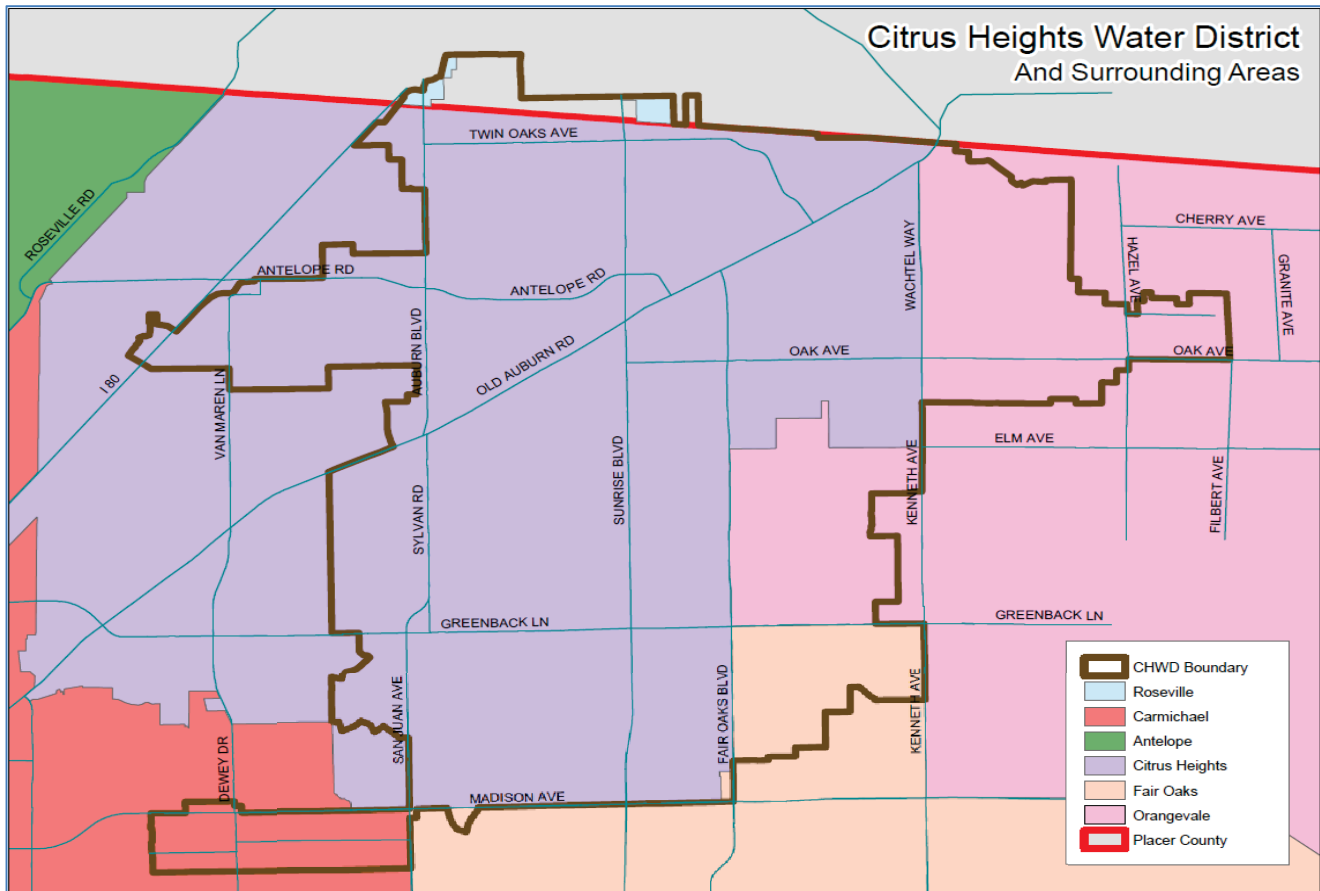 Citrus Heights Water District
And Surrounding Areas
TWIN OAKS AVE
ROSEVILLE RD
CHERRY AVE
WACHTEL WAY
HAZEL AVE
GRANITE AVE
ANTELOPE RD
ANTELOPE RD
AUBURN BLVD
OLD AUBURN RD
OAK AVE
OAK AVE
I 80
VAN MAREN LN
ELM AVE
SUNRISE BLVD
KENNETH AVE
FILBERT AVE
SYLVAN RD
GREENBACK LN
GREENBACK LN
SAN JUAN AVE
FAIR OAKS BLVD
KENNETH AVE
DEWEY DR
MADISON AVE
CHWD Boundary
Roseville
Carmichael
Antelope
Citrus Heights
Fair Oaks
Orangevale
Placer County